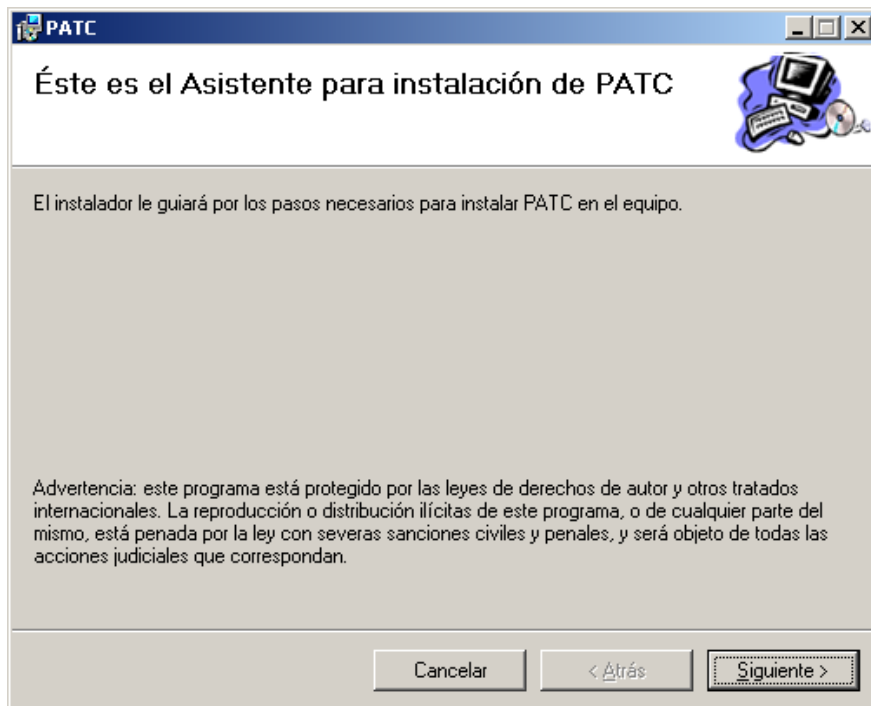 PATC
Éste es el Asistente para instalación de PATC
El instalador le guiará por los pasos necesarios para instalar PATC en el equipo.
Advertencia: este programa está protegido por las leyes de derechos de autor y otros tratados
internacionales. La reproducción o distribución ilícitas de este programa, o de cualquier parte del
mismo, está penada por la ley con severas sanciones civiles y penales, y será objeto de todas las
acciones judiciales que correspondan.
Cancelar
< Atrás
Siguiente >